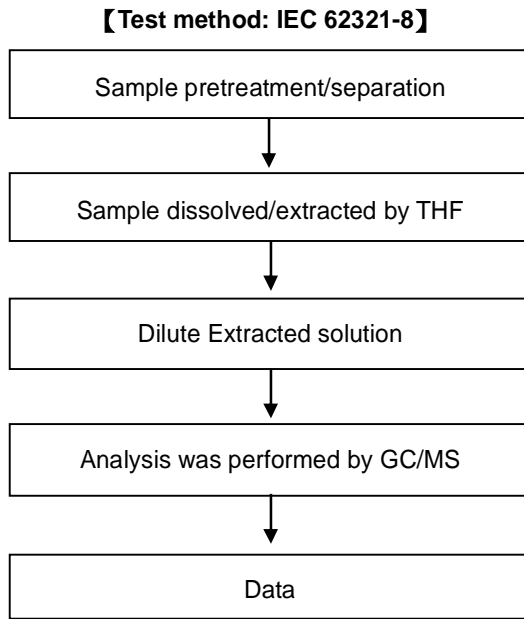 【Test method: IEC 62321-8】
Sample pretreatment/separation
Sample dissolved/extracted by THF
Dilute Extracted solution
Analysis was performed by GC/MS
Data